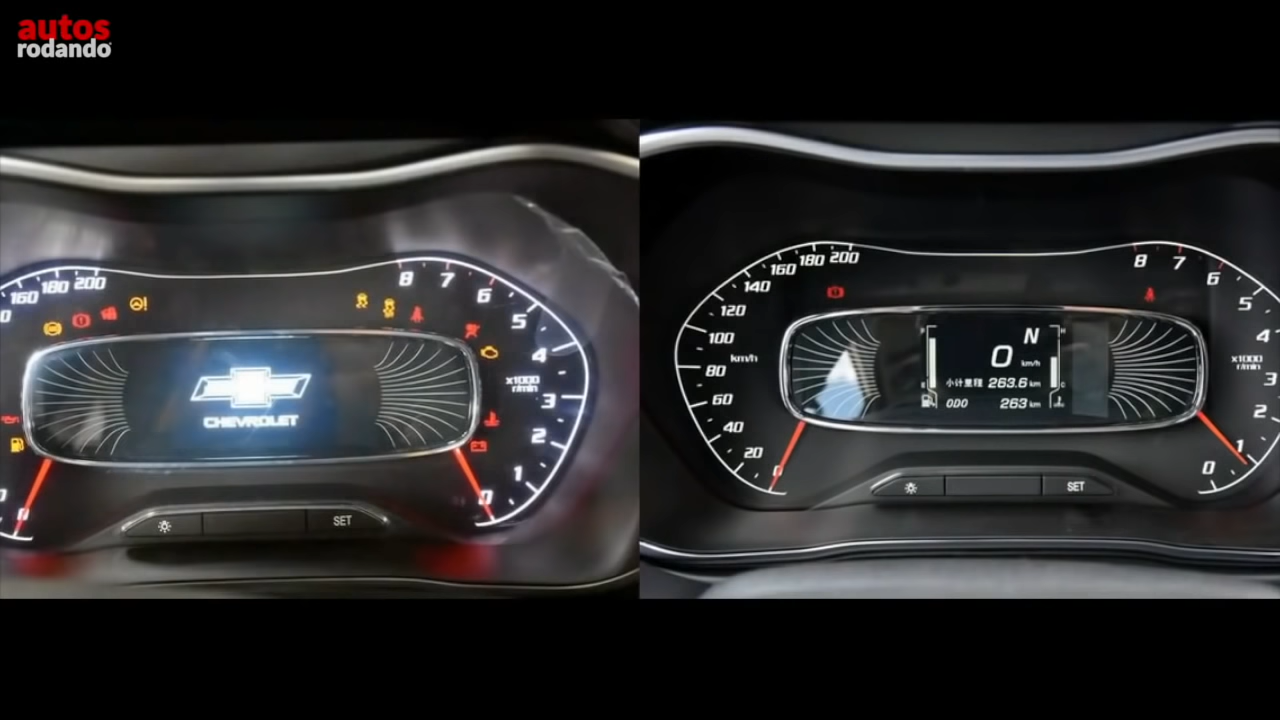 autos
rodando
160 180 200
0
8 7 6 5 4 3 2 1 0
x1000
r/min
CHEVROLET
0
SET
0 20 40 60 80 100 120 140 160 180 200
km/h
8 7 6 5 4 3 2 1 0
x1000
r/min
N
0 km/h
小计里程 263.6 km
ODO 263 km
SET